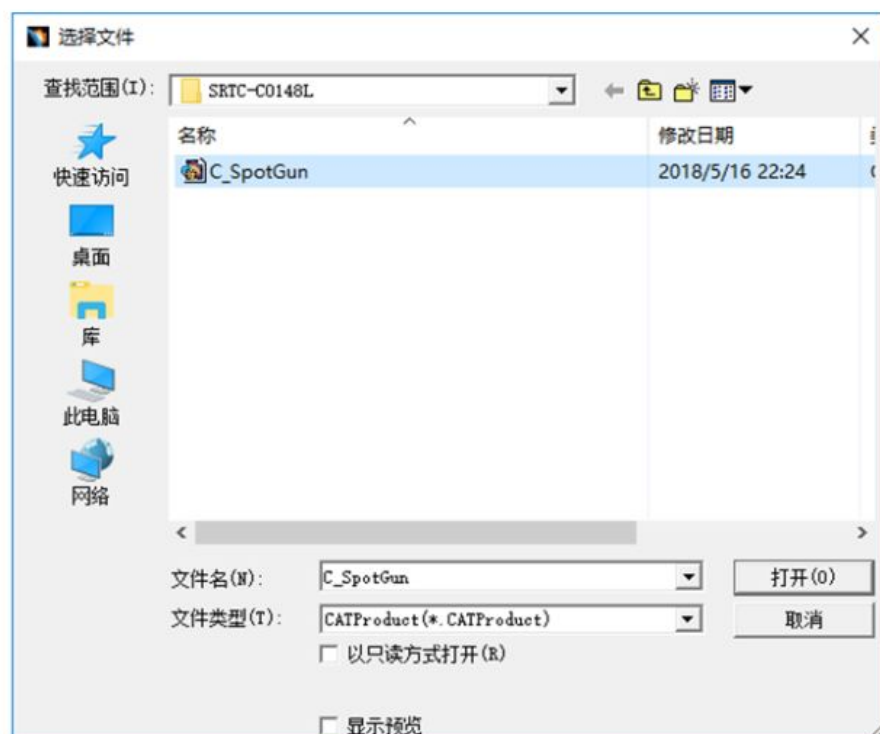 选择文件
查找范围(I):
SRTC-C0148L
名称
修改日期
C_SpotGun
2018/5/16 22:24
快速访问
桌面
库
此电脑
网络
文件名(N):
C_SpotGun
打开(O)
文件类型(T):
CATProduct(*.CATProduct)
取消
以只读方式打开(R)
显示预览